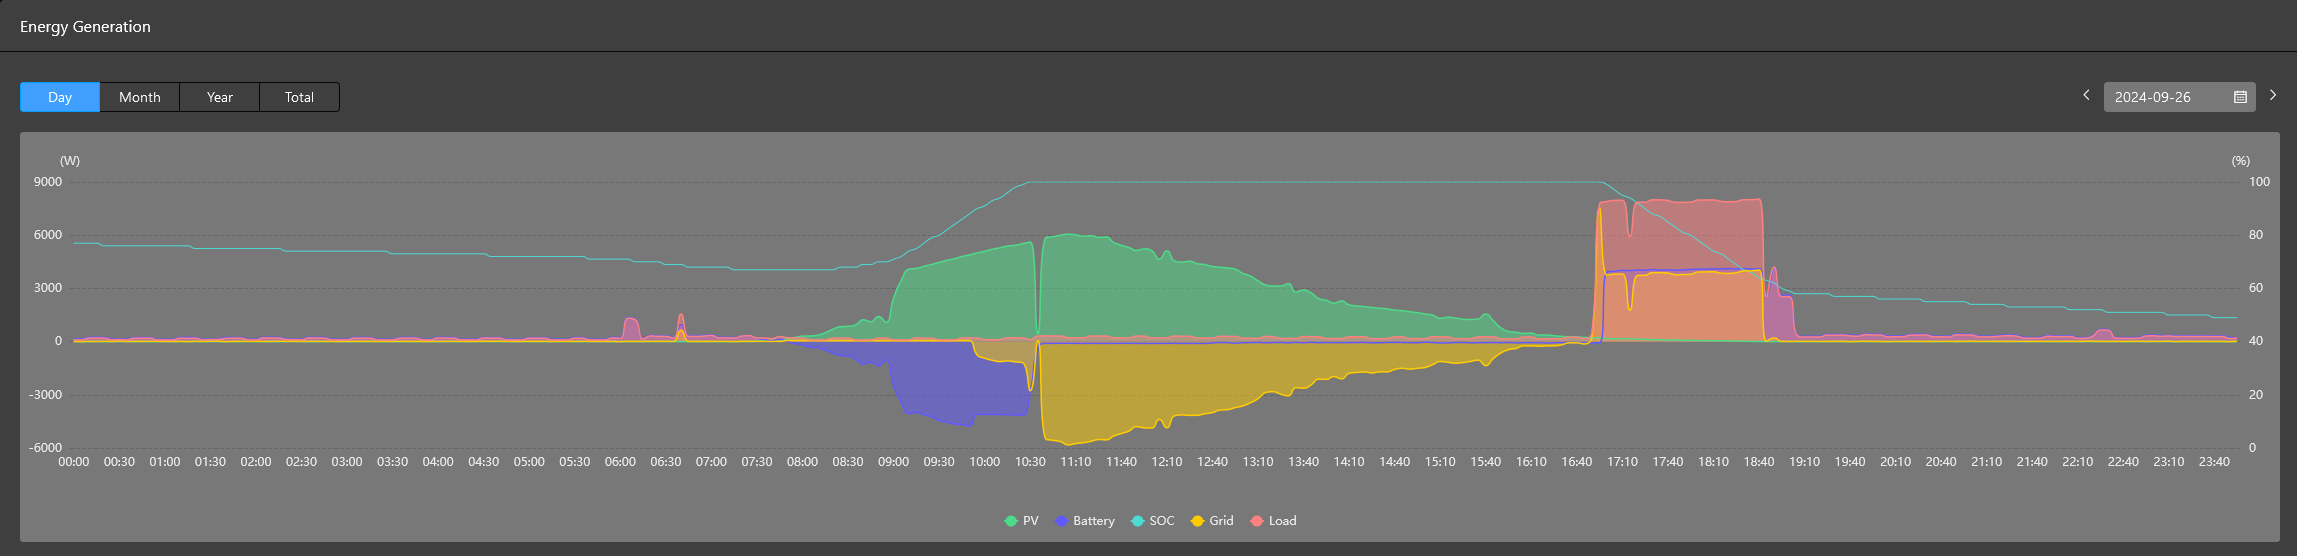 Energy Generation
Day Month Year Total
2024-09-26
(W) (%)
9000 100
6000 80
3000 60
0 40
-3000 20
-6000 0
00:00 00:30 01:00 01:30 02:00 02:30 03:00 03:30 04:00 04:30 05:00 05:30 06:00 06:30 07:00 07:30 08:00 08:30 09:00 09:30 10:00 10:30 11:10 11:40 12:10 12:40 13:10 13:40 14:10 14:40 15:10 15:40 16:10 16:40 17:10 17:40 18:10 18:40 19:10 19:40 20:10 20:40 21:10 21:40 22:10 22:40 23:10 23:40
PV Battery SOC Grid Load